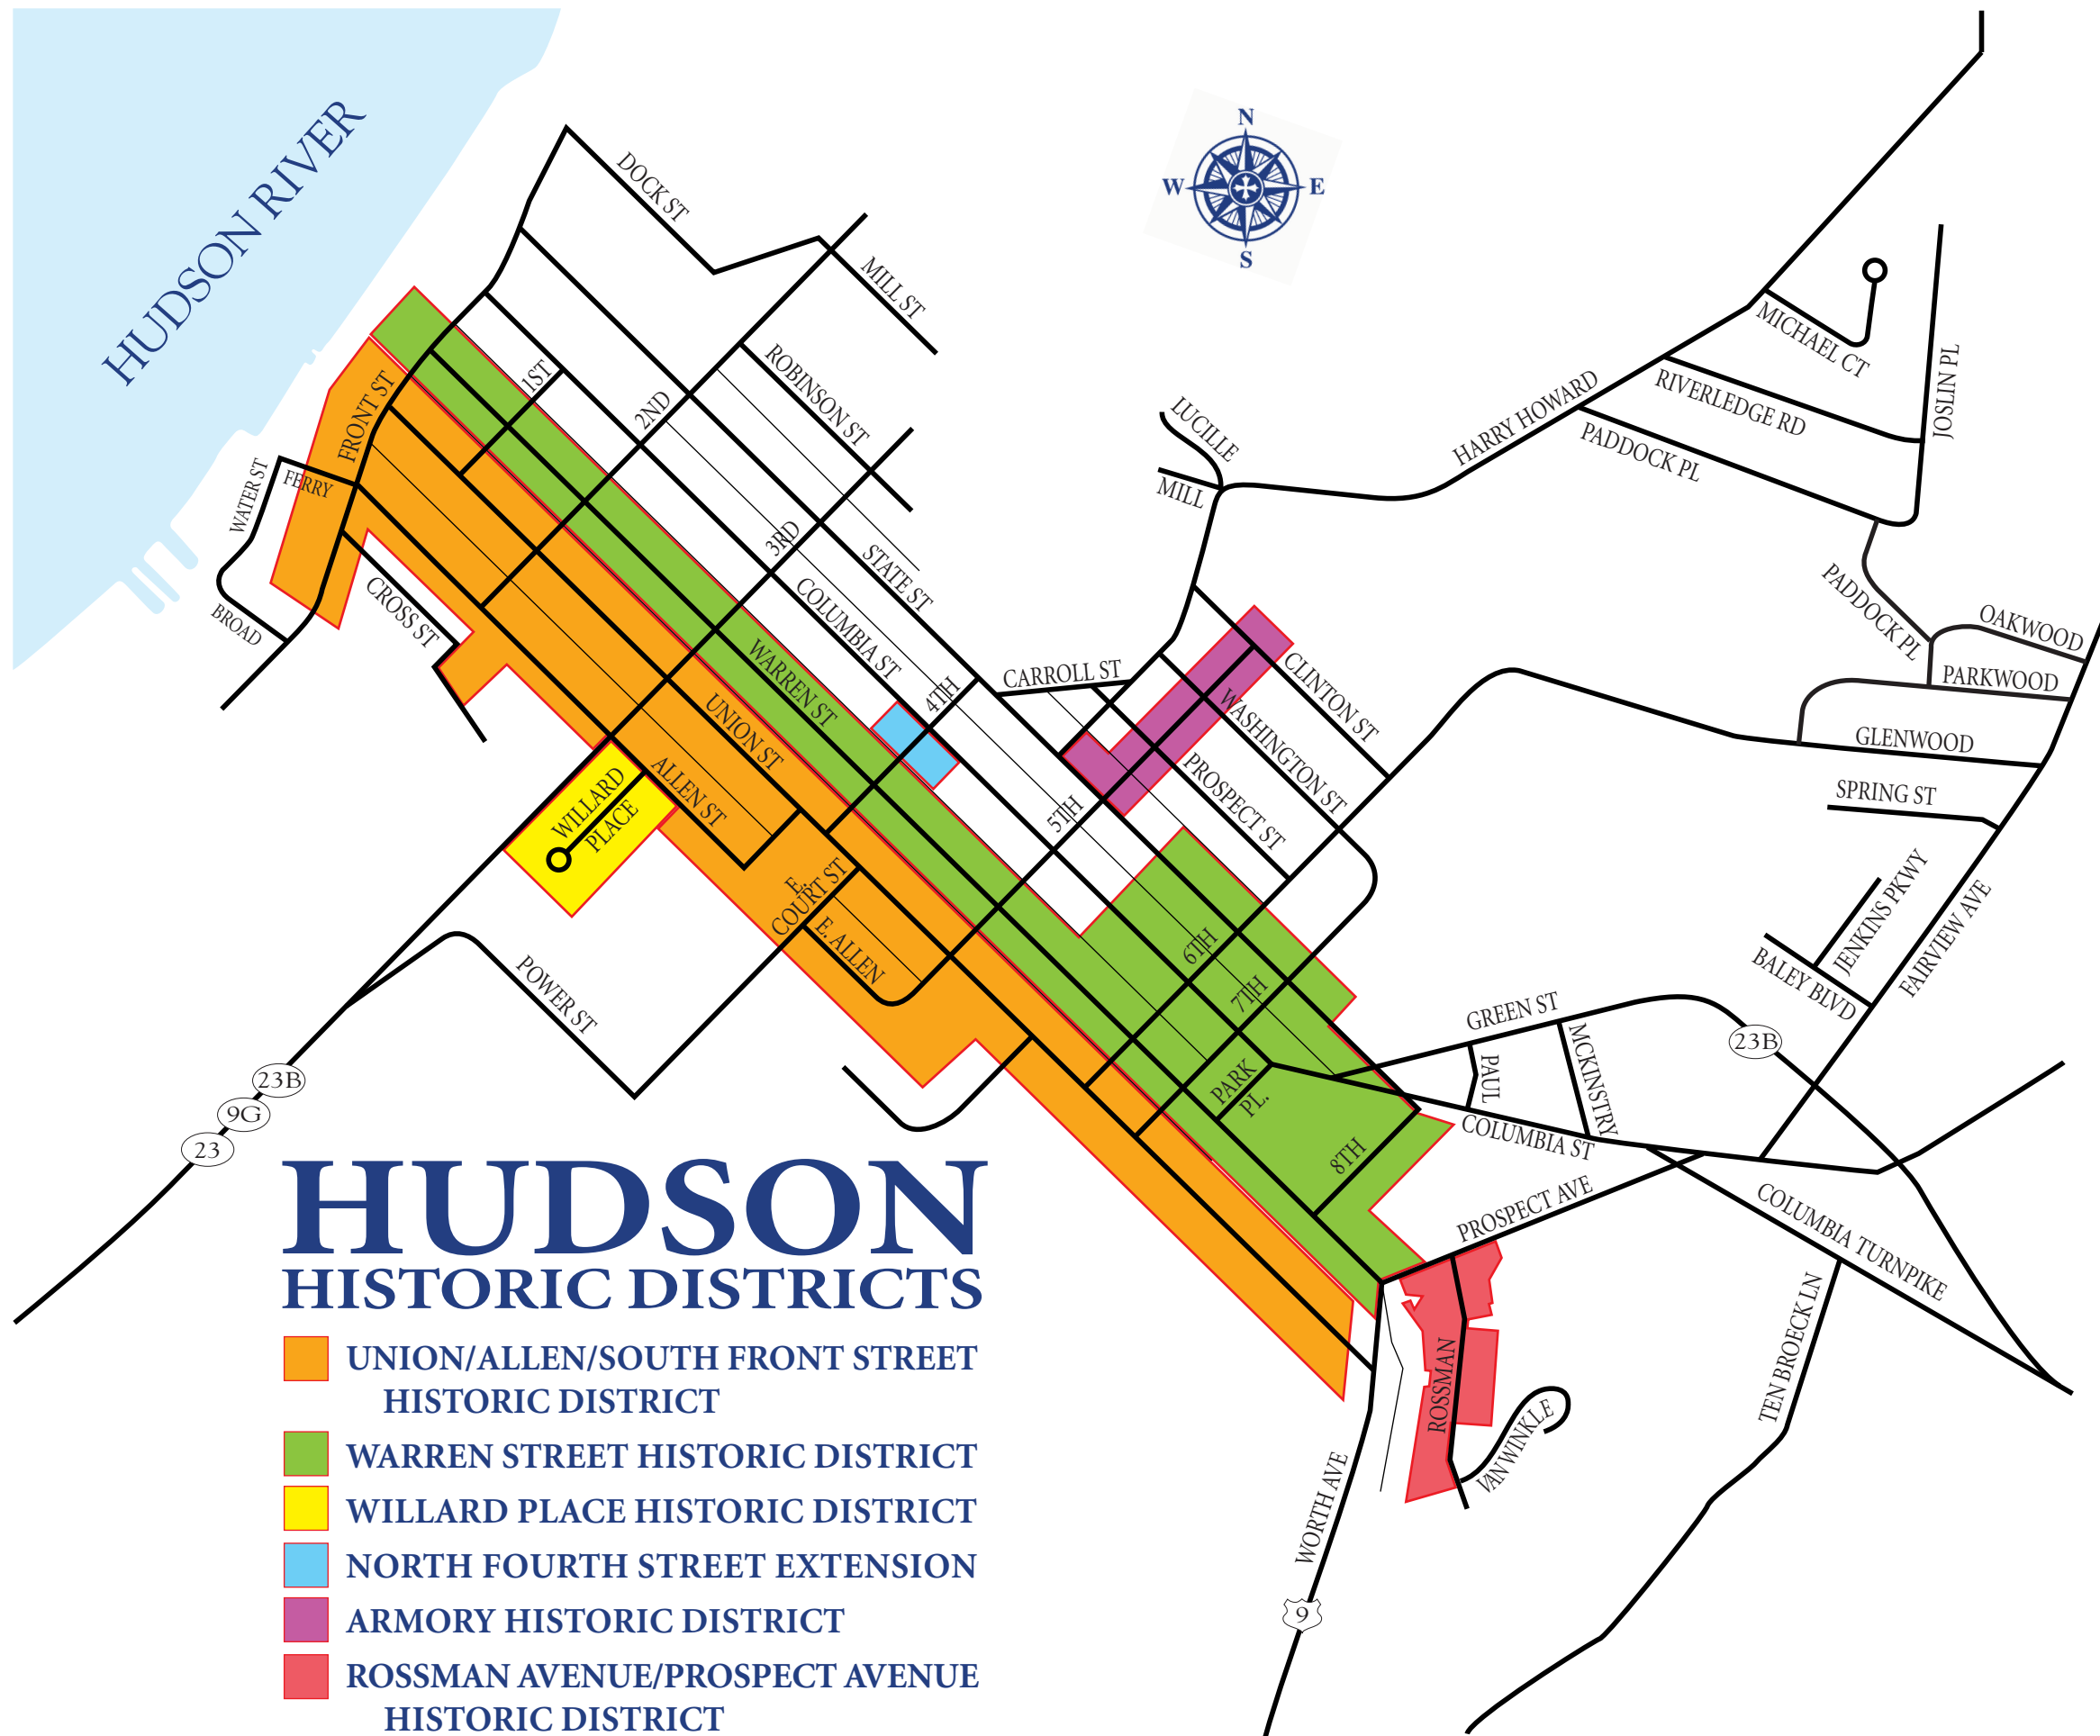 HUDSON RIVER
N
W
E
S
DOCK ST
MILL ST
ROBINSON ST
1ST
2ND
3RD
STATE ST
COLUMBIA ST
WARREN ST
4TH
UNION ST
ALLEN ST
FRONT ST
FERRY
WATER ST
BROAD
CROSS ST
WILLARD
PLACE
LUCILLE
MILL
HARRY HOWARD
MICHAEL CT
RIVERLEDGE RD
PADDOCK PL
JOSLIN PL
PADDOCK PL
OAKWOOD
PARKWOOD
GLENWOOD
SPRING ST
JENKINS PKWY
BALEY BLVD
FAIRVIEW AVE
CARROLL ST
CLINTON ST
WASHINGTON ST
PROSPECT ST
5TH
6TH
7TH
E.
COURT ST
E. ALLEN
POWER ST
PARK
PL.
8TH
GREEN ST
PAUL
MCKINSTRY
23B
COLUMBIA ST
PROSPECT AVE
COLUMBIA TURNPIKE
TEN BROECK LN
ROSSMAN
VANWINKLE
WORTH AVE
9
23B
9G
23
HUDSON
HISTORIC DISTRICTS
UNION/ALLEN/SOUTH FRONT STREET
HISTORIC DISTRICT
WARREN STREET HISTORIC DISTRICT
WILLARD PLACE HISTORIC DISTRICT
NORTH FOURTH STREET EXTENSION
ARMORY HISTORIC DISTRICT
ROSSMAN AVENUE/PROSPECT AVENUE
HISTORIC DISTRICT